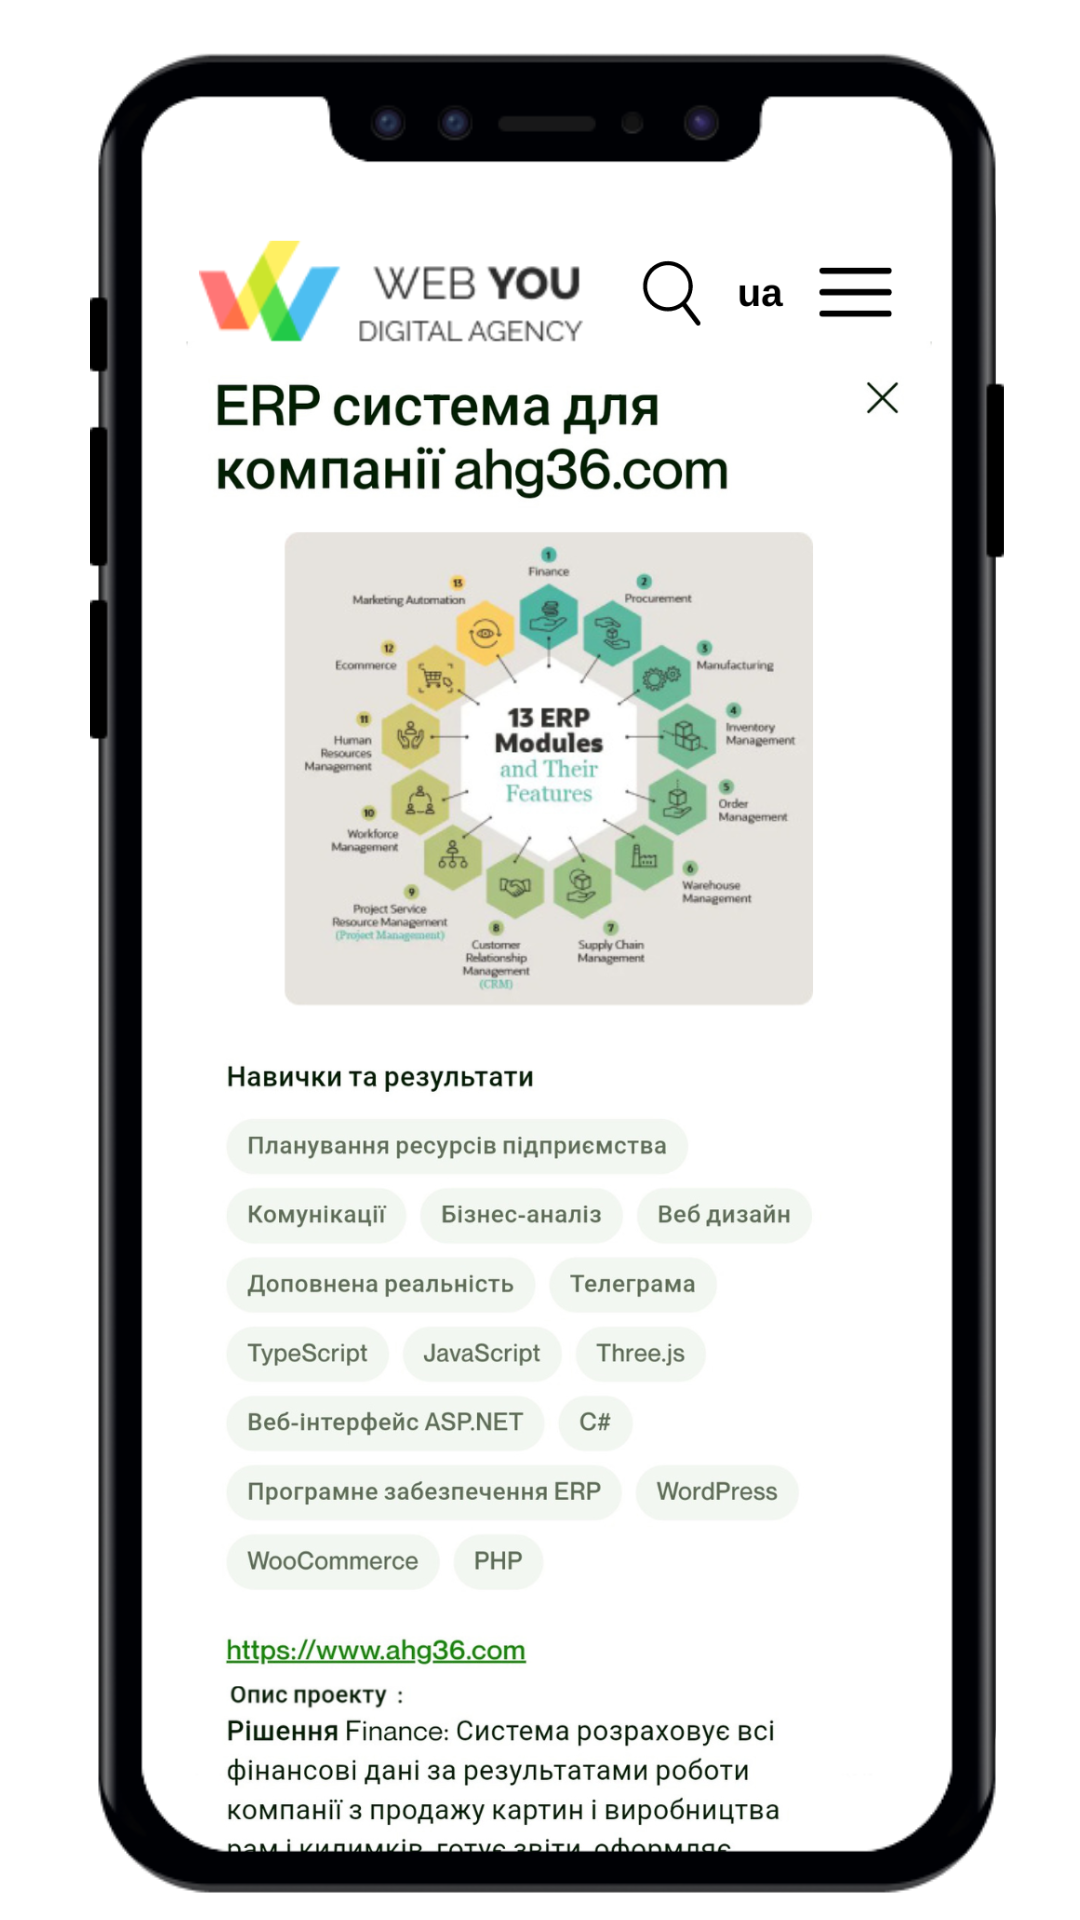 WEB YOU
DIGITAL AGENCY
ua
ERP система для
компанії ahg36.com
1
Finance
2
Procurement
3
Manufacturing
4
Inventory
Management
5
Order
Management
6
Warehouse
Management
7
Supply Chain
Management
8
Customer
Relationship
Management
(CRM)
9
Project Service
Resource Management
(Project Management)
10
Workforce
Management
11
Human
Resources
Management
12
Ecommerce
13
Marketing Automation
13 ERP
Modules
and Their
Features
Навички та результати
Планування ресурсів підприємства
Комунікації Бізнес-аналіз Веб дизайн
Доповнена реальність Телеграма
TypeScript JavaScript Three.js
Веб-інтерфейс ASP.NET C#
Програмне забезпечення ERP WordPress
WooCommerce PHP
https://www.ahg36.com
Опис проекту :
Рішення Finance: Система розраховує всі
фінансові дані за результатами роботи
компанії з продажу картин і виробництва
рам і килимків, готує звіти, оформляє